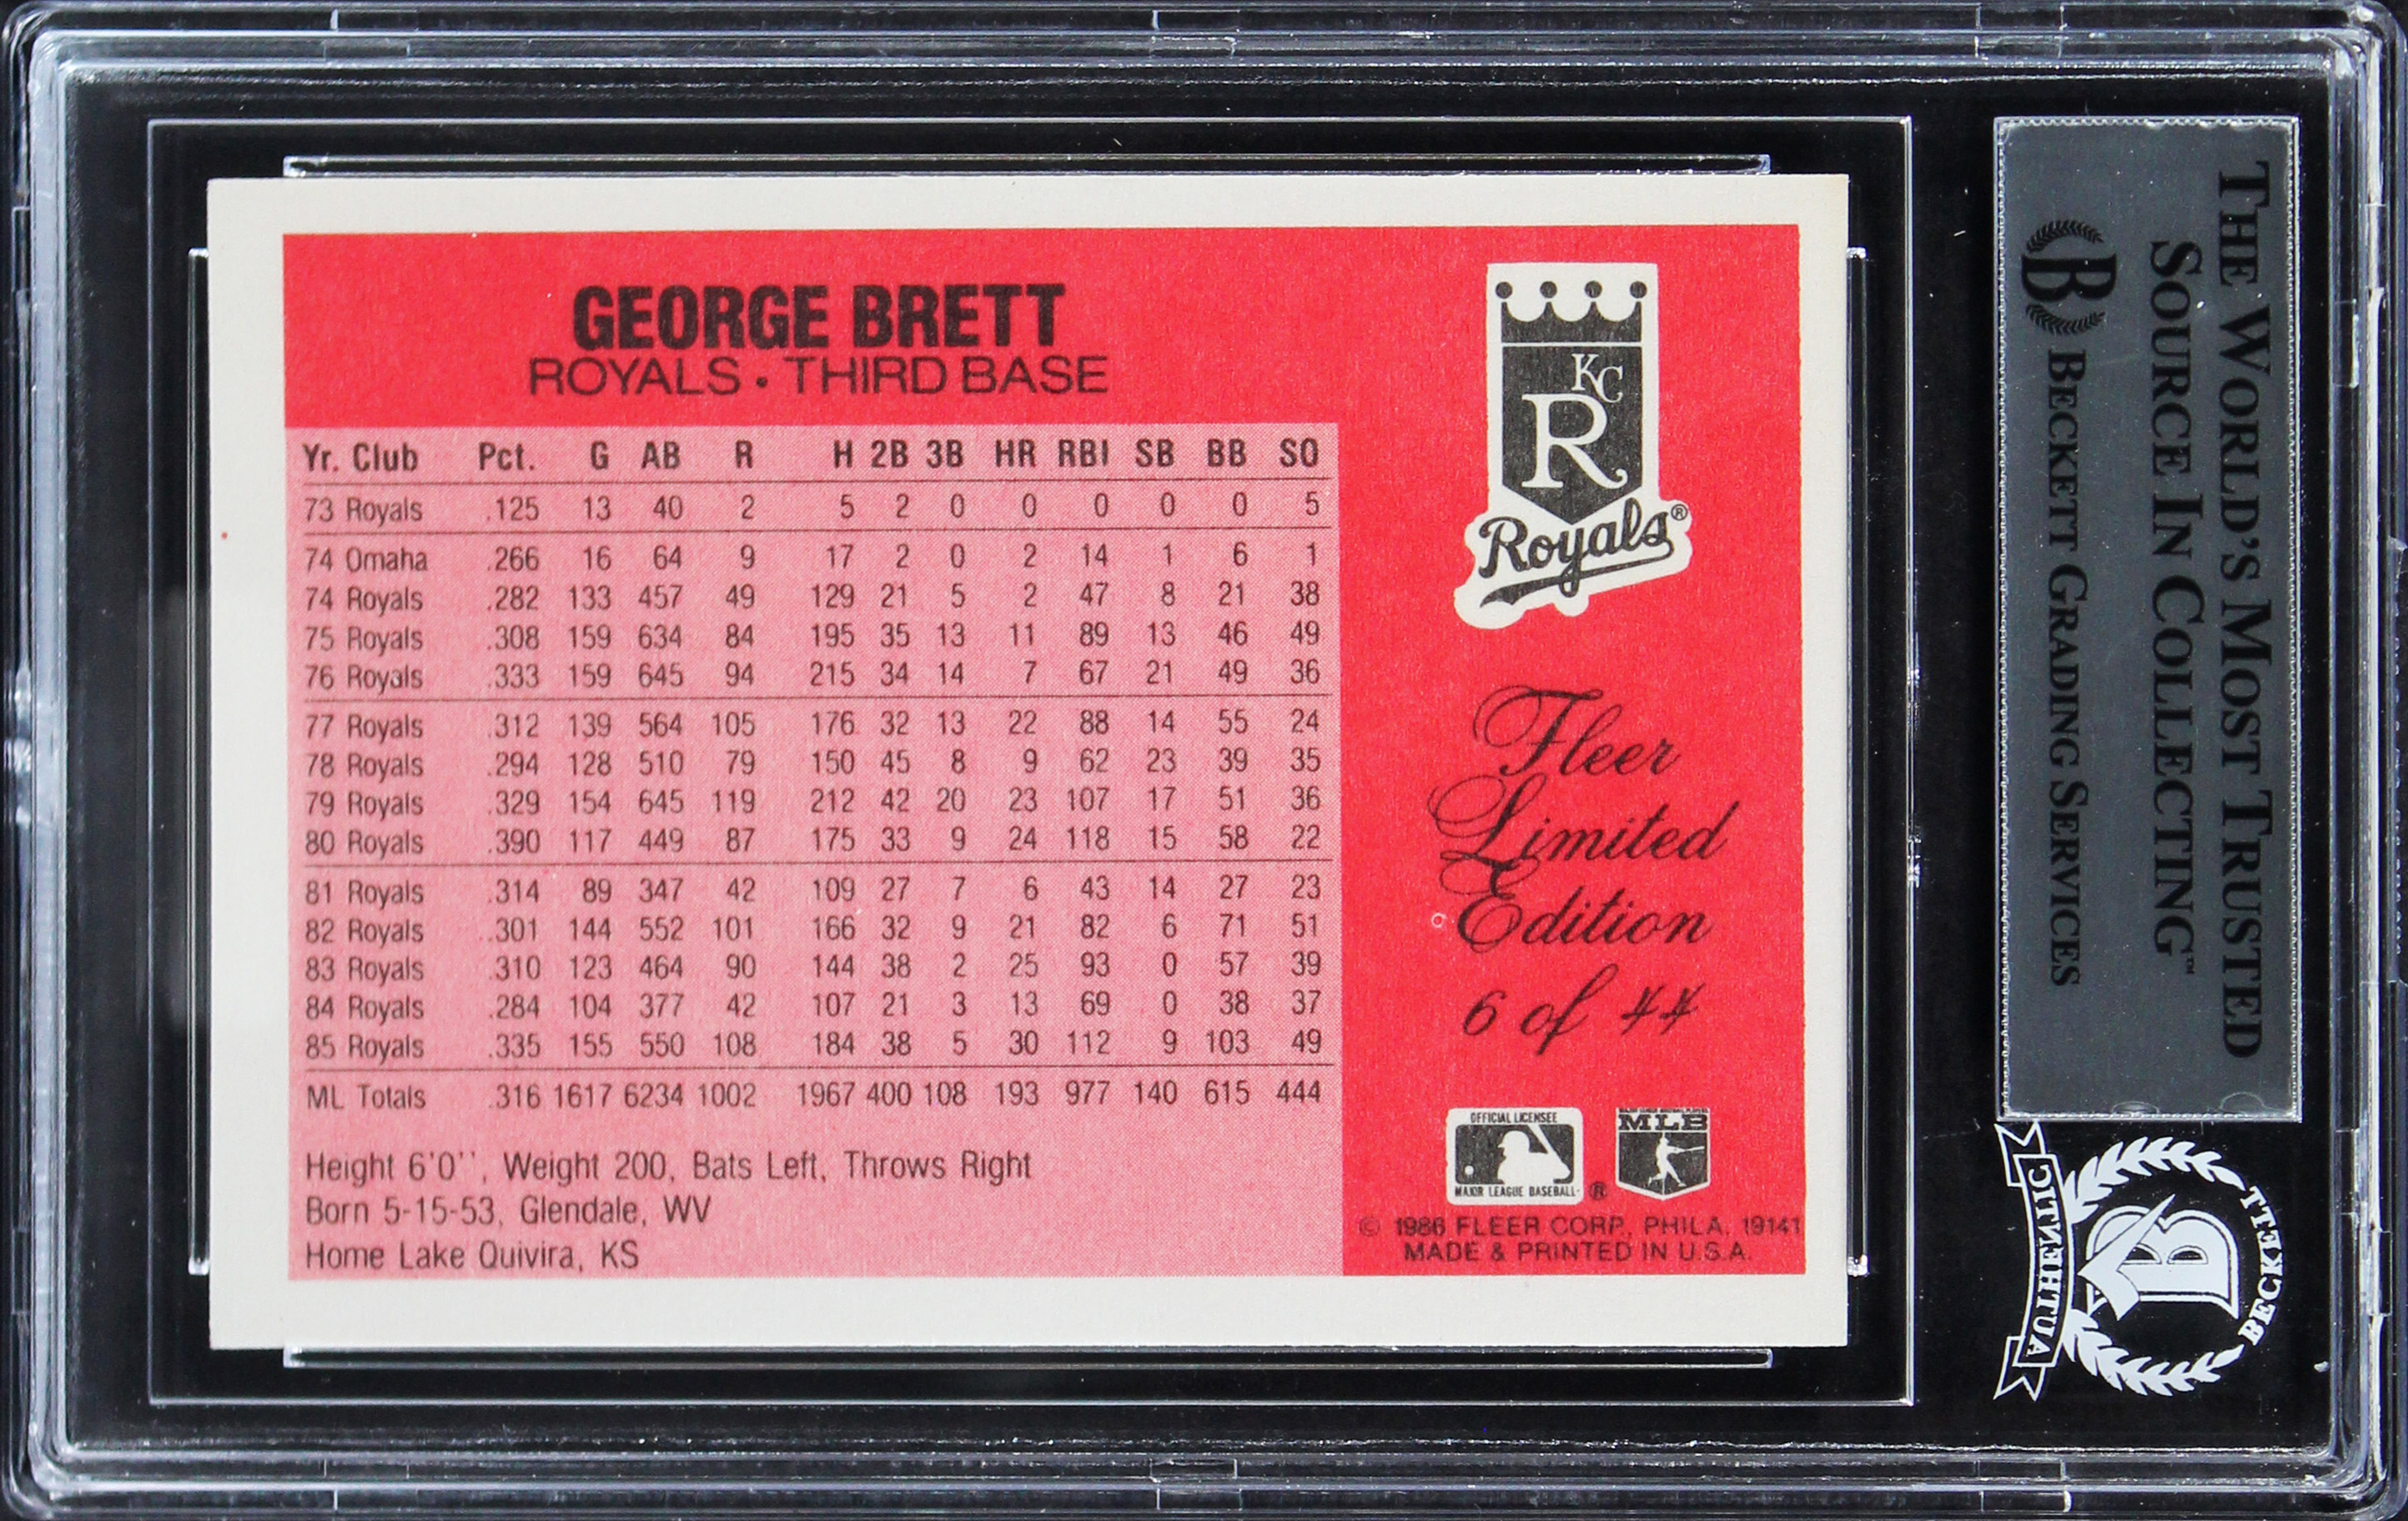 GEORGE BRETT
ROYALS • THIRD BASE
Yr. Club Pct. G AB R H 2B 3B HR RBI SB BB SO
73 Royals .125 13 40 2 5 2 0 0 0 0 0 5
74 Omaha .266 16 64 9 17 2 0 2 14 1 6 1
74 Royals .282 133 457 49 129 21 5 2 47 8 21 38
75 Royals .308 159 634 84 195 35 13 11 89 13 46 49
76 Royals .333 159 645 94 215 34 14 7 67 21 49 36
77 Royals .312 139 564 105 176 32 13 22 88 14 55 24
78 Royals .294 128 510 79 150 45 8 9 62 23 39 35
79 Royals .329 154 645 119 212 42 20 23 107 17 51 36
80 Royals .390 117 449 87 175 33 9 24 118 15 58 22
81 Royals .314 89 347 42 109 27 7 6 43 14 27 23
82 Royals .301 144 552 101 166 32 9 21 82 6 71 51
83 Royals .310 123 464 90 144 38 2 25 93 0 57 39
84 Royals .284 104 377 42 107 21 3 13 69 0 38 37
85 Royals .335 155 550 108 184 38 5 30 112 9 103 49
ML Totals .316 1617 6234 1002 1967 400 108 193 977 140 615 444
Height 6'0'', Weight 200, Bats Left, Throws Right
Born 5-15-53, Glendale, WV
Home Lake Quivira, KS
KC
R
Royals®
Fleer
Limited
Edition
6 of 44
OFFICIAL LICENSEE
MAJOR LEAGUE BASEBALL ®
MLB
© 1986 FLEER CORP., PHILA. 19141
MADE & PRINTED IN U.S.A.
THE WORLD'S MOST TRUSTED
SOURCE IN COLLECTING™
B BECKETT GRADING SERVICES
AUTHENTIC
B
BECKETT